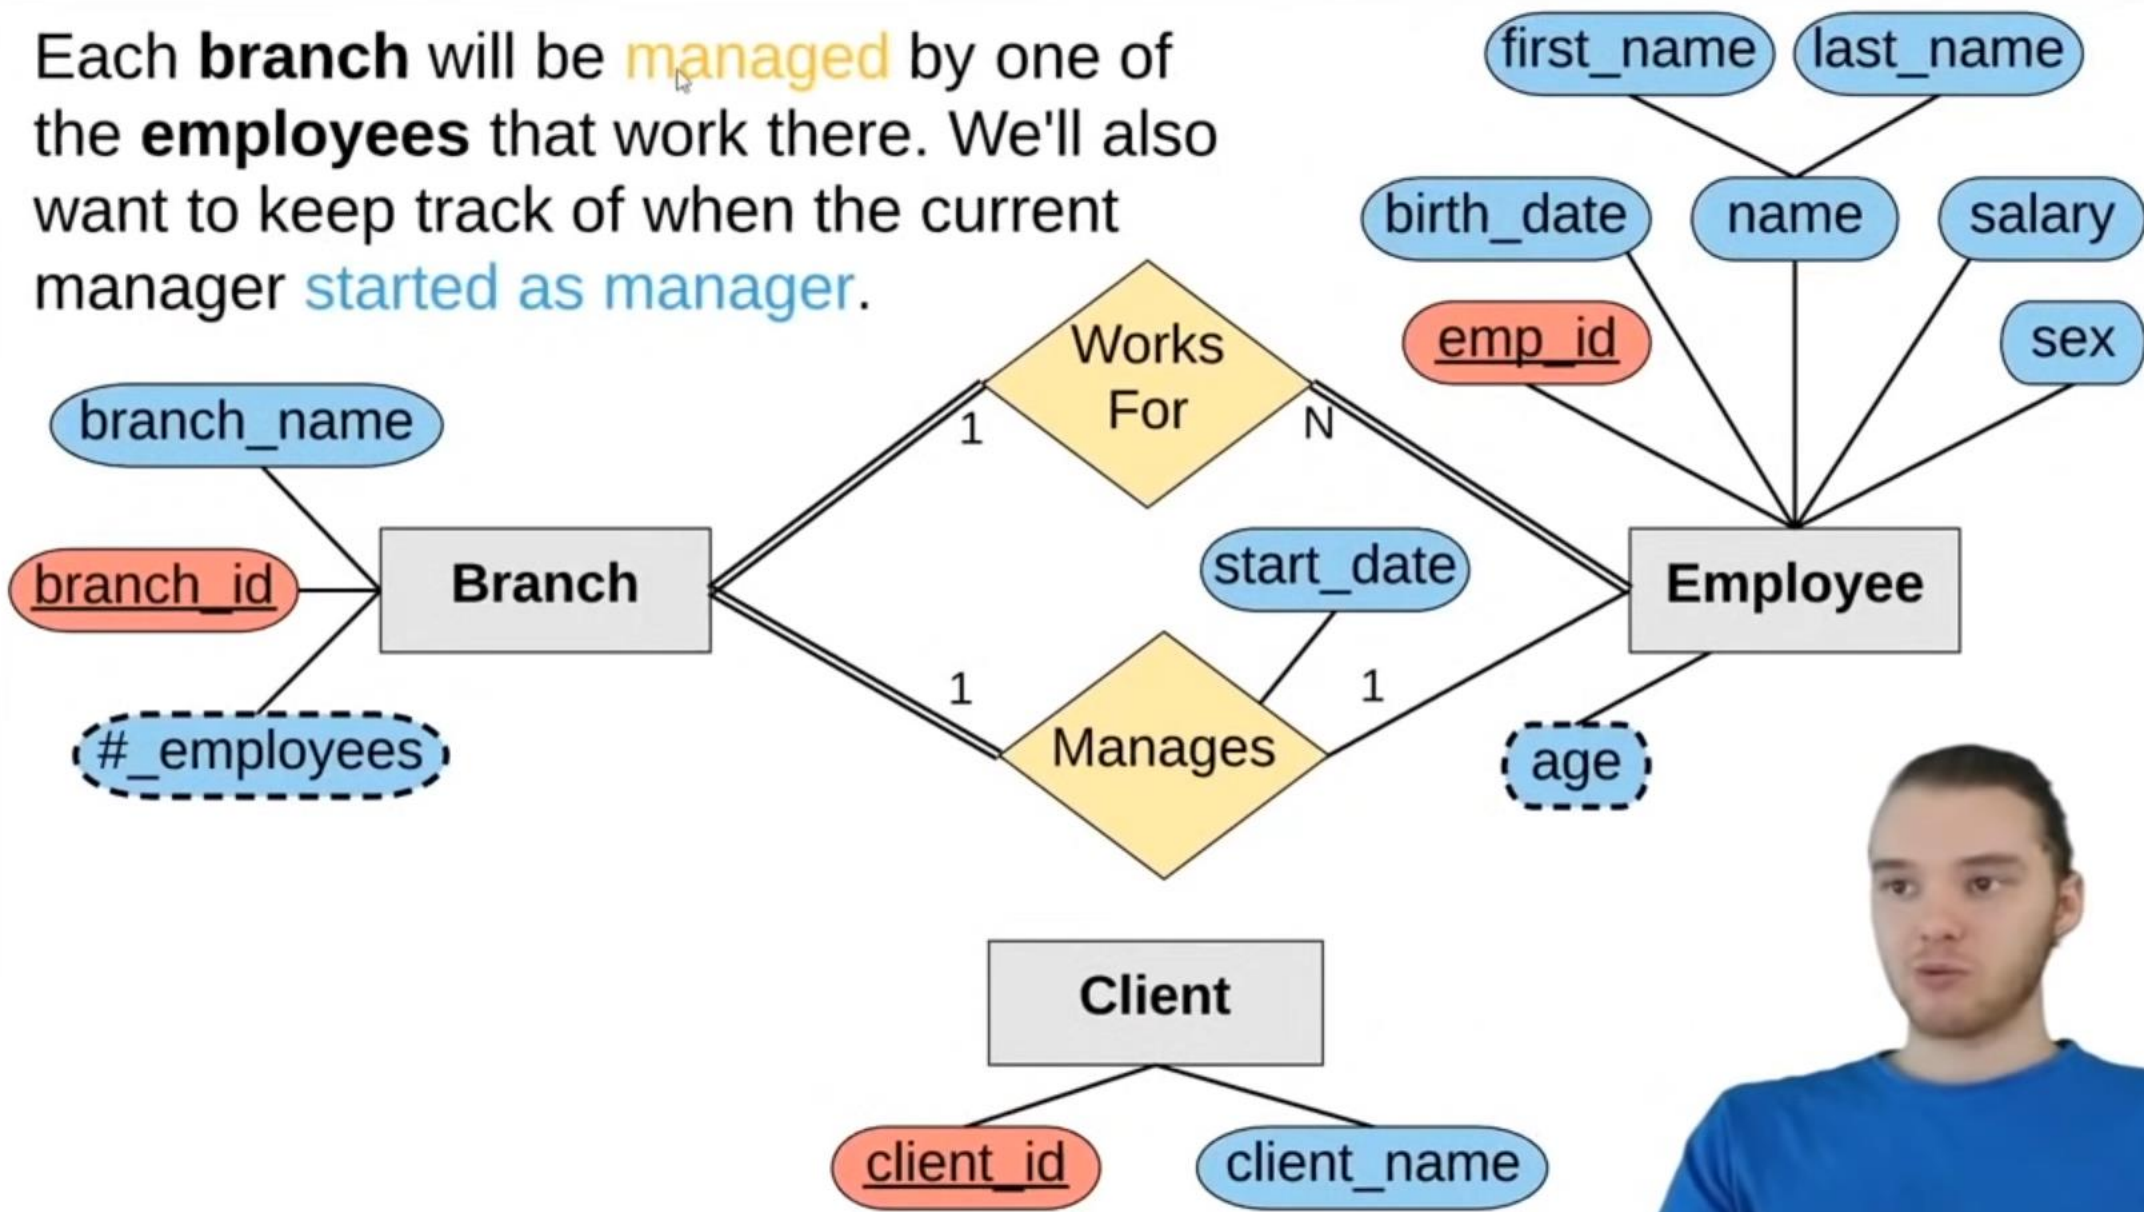 Each branch will be managed by one of
the employees that work there. We'll also
want to keep track of when the current
manager started as manager.
first_name
last_name
birth_date
name
salary
emp_id
sex
Works
For
1
N
branch_name
branch_id
Branch
#_employees
start_date
Employee
1
1
Manages
age
Client
client_id
client_name